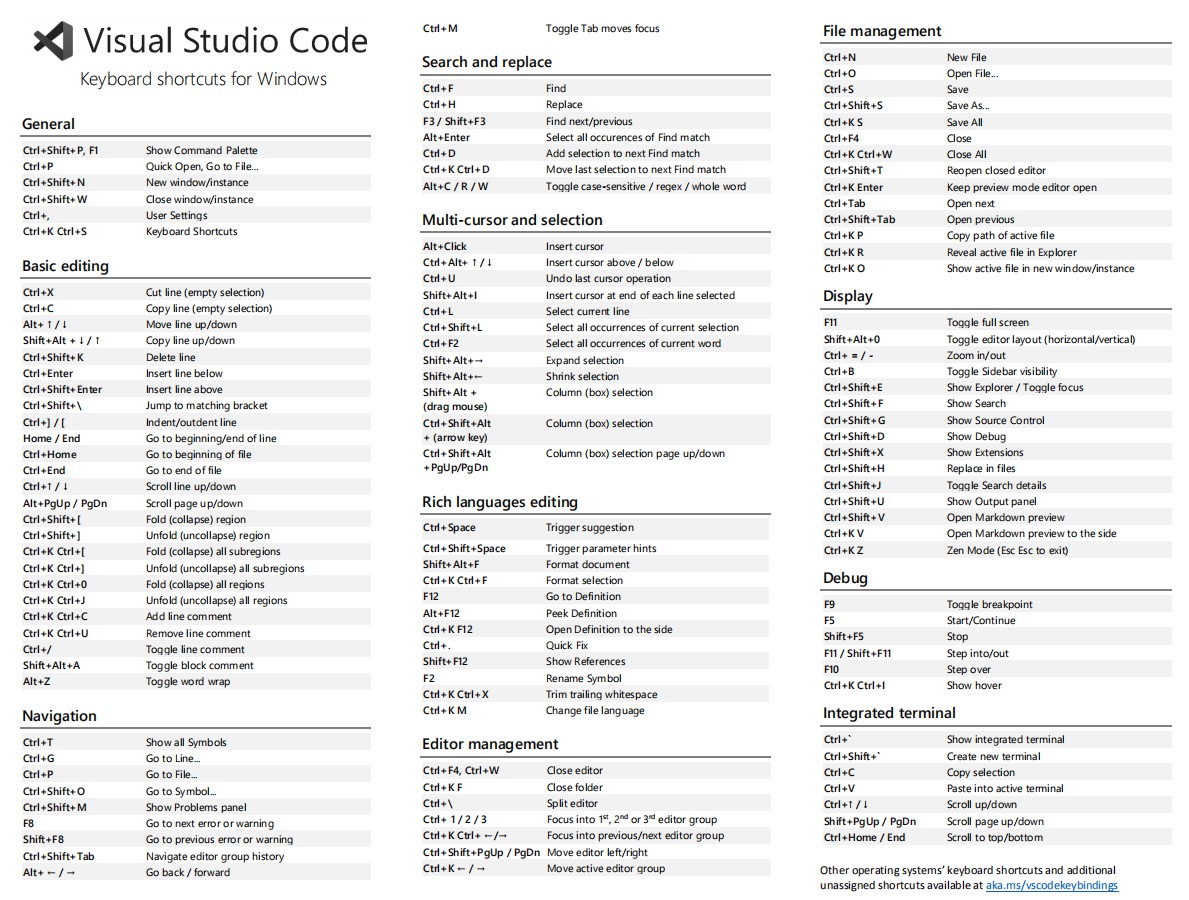 Visual Studio Code
Keyboard shortcuts for Windows
General
Ctrl+Shift+P, F1 Show Command Palette
Ctrl+P Quick Open, Go to File...
Ctrl+Shift+N New window/instance
Ctrl+Shift+W Close window/instance
Ctrl+, User Settings
Ctrl+K Ctrl+S Keyboard Shortcuts
Basic editing
Ctrl+X Cut line (empty selection)
Ctrl+C Copy line (empty selection)
Alt+ ↑ / ↓ Move line up/down
Shift+Alt + ↓ / ↑ Copy line up/down
Ctrl+Shift+K Delete line
Ctrl+Enter Insert line below
Ctrl+Shift+Enter Insert line above
Ctrl+Shift+\ Jump to matching bracket
Ctrl+] / [ Indent/outdent line
Home / End Go to beginning/end of line
Ctrl+Home Go to beginning of file
Ctrl+End Go to end of file
Ctrl+↑ / ↓ Scroll line up/down
Alt+PgUp / PgDn Scroll page up/down
Ctrl+Shift+[ Fold (collapse) region
Ctrl+Shift+] Unfold (uncollapse) region
Ctrl+K Ctrl+[ Fold (collapse) all subregions
Ctrl+K Ctrl+] Unfold (uncollapse) all subregions
Ctrl+K Ctrl+0 Fold (collapse) all regions
Ctrl+K Ctrl+J Unfold (uncollapse) all regions
Ctrl+K Ctrl+C Add line comment
Ctrl+K Ctrl+U Remove line comment
Ctrl+/ Toggle line comment
Shift+Alt+A Toggle block comment
Alt+Z Toggle word wrap
Navigation
Ctrl+T Show all Symbols
Ctrl+G Go to Line...
Ctrl+P Go to File...
Ctrl+Shift+O Go to Symbol...
Ctrl+Shift+M Show Problems panel
F8 Go to next error or warning
Shift+F8 Go to previous error or warning
Ctrl+Shift+Tab Navigate editor group history
Alt+ ← / → Go back / forward
Ctrl+M Toggle Tab moves focus
Search and replace
Ctrl+F Find
Ctrl+H Replace
F3 / Shift+F3 Find next/previous
Alt+Enter Select all occurences of Find match
Ctrl+D Add selection to next Find match
Ctrl+K Ctrl+D Move last selection to next Find match
Alt+C / R / W Toggle case-sensitive / regex / whole word
Multi-cursor and selection
Alt+Click Insert cursor
Ctrl+Alt+ ↑ / ↓ Insert cursor above / below
Ctrl+U Undo last cursor operation
Shift+Alt+I Insert cursor at end of each line selected
Ctrl+L Select current line
Ctrl+Shift+L Select all occurrences of current selection
Ctrl+F2 Select all occurrences of current word
Shift+Alt+→ Expand selection
Shift+Alt+← Shrink selection
Shift+Alt + Column (box) selection
(drag mouse)
Ctrl+Shift+Alt Column (box) selection
+ (arrow key)
Ctrl+Shift+Alt Column (box) selection page up/down
+PgUp/PgDn
Rich languages editing
Ctrl+Space Trigger suggestion
Ctrl+Shift+Space Trigger parameter hints
Shift+Alt+F Format document
Ctrl+K Ctrl+F Format selection
F12 Go to Definition
Alt+F12 Peek Definition
Ctrl+K F12 Open Definition to the side
Ctrl+. Quick Fix
Shift+F12 Show References
F2 Rename Symbol
Ctrl+K Ctrl+X Trim trailing whitespace
Ctrl+K M Change file language
Editor management
Ctrl+F4, Ctrl+W Close editor
Ctrl+K F Close folder
Ctrl+\ Split editor
Ctrl+ 1 / 2 / 3 Focus into 1st, 2nd or 3rd editor group
Ctrl+K Ctrl+ ←/→ Focus into previous/next editor group
Ctrl+Shift+PgUp / PgDn Move editor left/right
Ctrl+K ← / → Move active editor group
File management
Ctrl+N New File
Ctrl+O Open File...
Ctrl+S Save
Ctrl+Shift+S Save As...
Ctrl+K S Save All
Ctrl+F4 Close
Ctrl+K Ctrl+W Close All
Ctrl+Shift+T Reopen closed editor
Ctrl+K Enter Keep preview mode editor open
Ctrl+Tab Open next
Ctrl+Shift+Tab Open previous
Ctrl+K P Copy path of active file
Ctrl+K R Reveal active file in Explorer
Ctrl+K O Show active file in new window/instance
Display
F11 Toggle full screen
Shift+Alt+0 Toggle editor layout (horizontal/vertical)
Ctrl+ = / - Zoom in/out
Ctrl+B Toggle Sidebar visibility
Ctrl+Shift+E Show Explorer / Toggle focus
Ctrl+Shift+F Show Search
Ctrl+Shift+G Show Source Control
Ctrl+Shift+D Show Debug
Ctrl+Shift+X Show Extensions
Ctrl+Shift+H Replace in files
Ctrl+Shift+J Toggle Search details
Ctrl+Shift+U Show Output panel
Ctrl+Shift+V Open Markdown preview
Ctrl+K V Open Markdown preview to the side
Ctrl+K Z Zen Mode (Esc Esc to exit)
Debug
F9 Toggle breakpoint
F5 Start/Continue
Shift+F5 Stop
F11 / Shift+F11 Step into/out
F10 Step over
Ctrl+K Ctrl+I Show hover
Integrated terminal
Ctrl+` Show integrated terminal
Ctrl+Shift+` Create new terminal
Ctrl+C Copy selection
Ctrl+V Paste into active terminal
Ctrl+↑ / ↓ Scroll up/down
Shift+PgUp / PgDn Scroll page up/down
Ctrl+Home / End Scroll to top/bottom
Other operating systems' keyboard shortcuts and additional
unassigned shortcuts available at aka.ms/vscodekeybindings